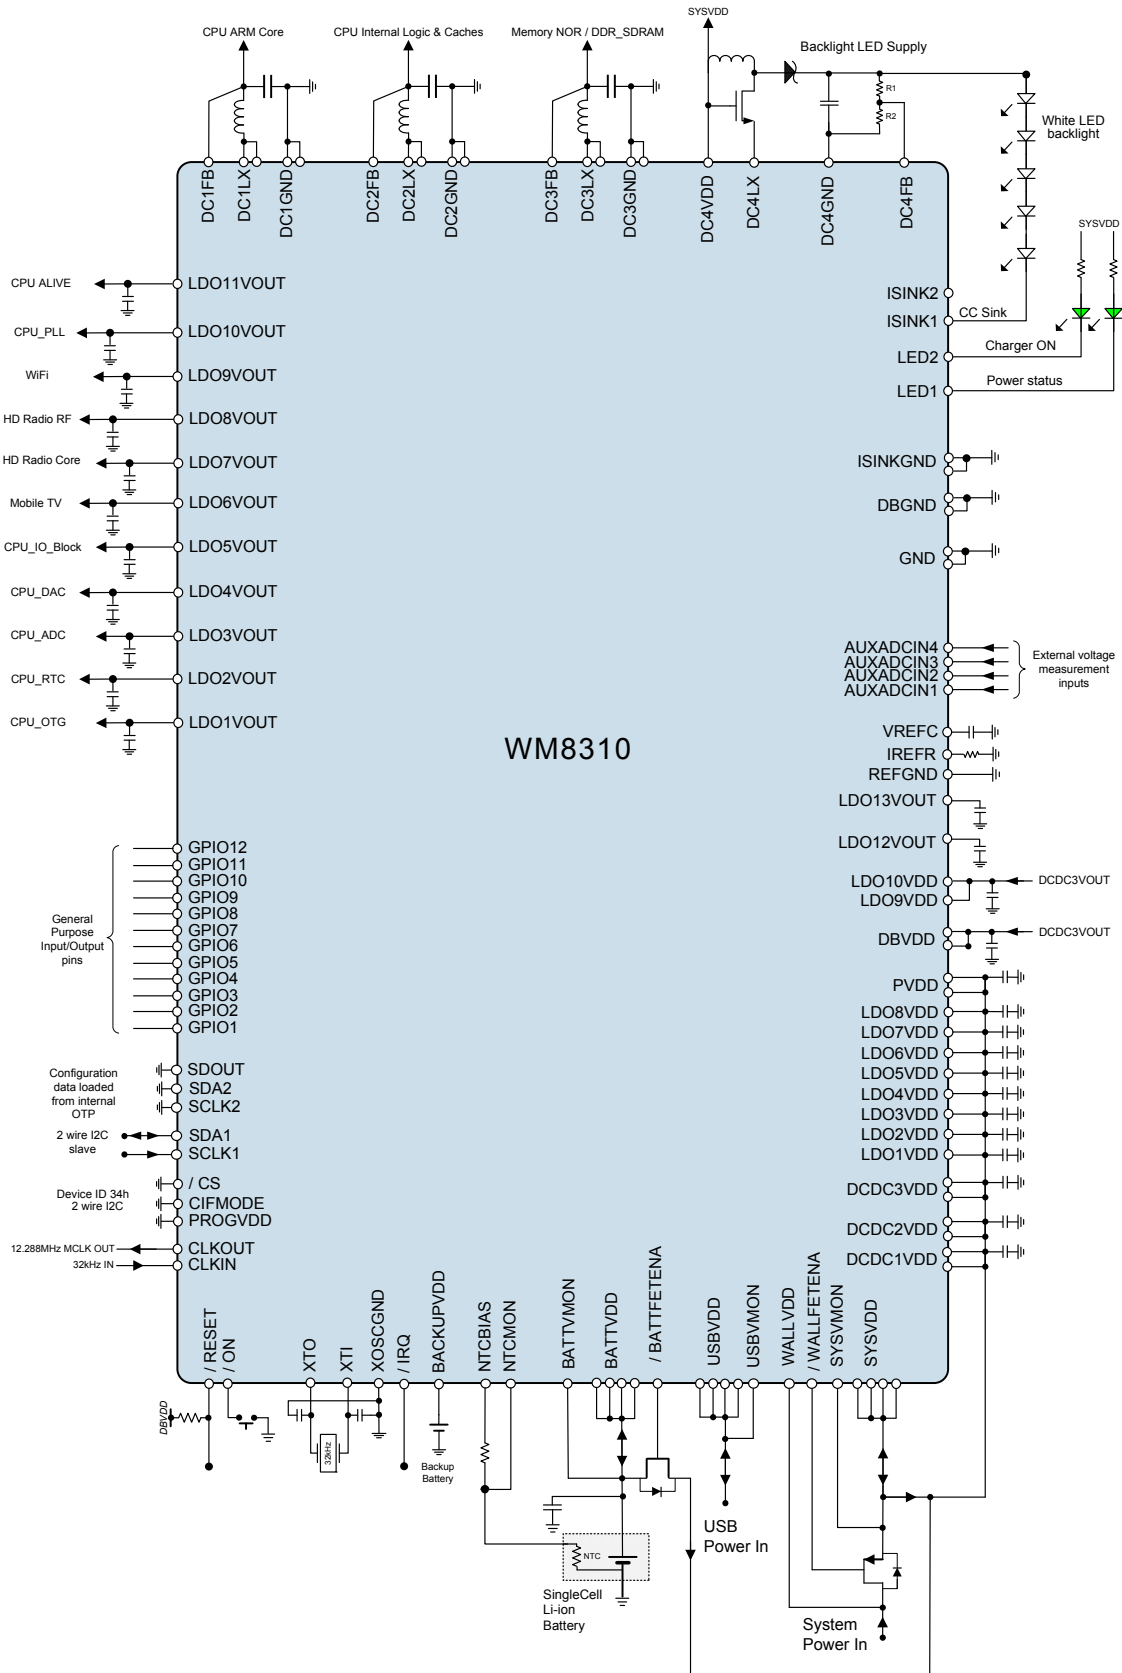 SYSVDD
CPU ARM Core
CPU Internal Logic & Caches
Memory NOR / DDR_SDRAM
Backlight LED Supply
R1
R2
White LED
backlight
DC1FB
DC1LX
DC1GND
DC2FB
DC2LX
DC2GND
DC3FB
DC3LX
DC3GND
DC4VDD
DC4LX
DC4GND
DC4FB
SYSVDD
CPU ALIVE
LDO11VOUT
CPU_PLL
LDO10VOUT
WiFi
LDO9VOUT
HD Radio RF
LDO8VOUT
HD Radio Core
LDO7VOUT
Mobile TV
LDO6VOUT
CPU_IO_Block
LDO5VOUT
CPU_DAC
LDO4VOUT
CPU_ADC
LDO3VOUT
CPU_RTC
LDO2VOUT
CPU_OTG
LDO1VOUT
ISINK2
ISINK1
CC Sink
LED2
Charger ON
LED1
Power status
ISINKGND
DBGND
GND
AUXADCIN4
AUXADCIN3
AUXADCIN2
AUXADCIN1
External voltage
measurement
inputs
WM8310
VREFC
IREFR
REFGND
LDO13VOUT
LDO12VOUT
LDO10VDD
LDO9VDD
DCDC3VOUT
DBVDD
DCDC3VOUT
PVDD
LDO8VDD
LDO7VDD
LDO6VDD
LDO5VDD
LDO4VDD
LDO3VDD
LDO2VDD
LDO1VDD
DCDC3VDD
DCDC2VDD
DCDC1VDD
General
Purpose
Input/Output
pins
GPIO12
GPIO11
GPIO10
GPIO9
GPIO8
GPIO7
GPIO6
GPIO5
GPIO4
GPIO3
GPIO2
GPIO1
Configuration
data loaded
from internal
OTP
SDOUT
SDA2
SCLK2
2 wire I2C
slave
SDA1
SCLK1
Device ID 34h
2 wire I2C
/ CS
CIFMODE
PROGVDD
12.288MHz MCLK OUT
CLKOUT
32kHz IN
CLKIN
/ RESET
/ ON
XTO
XTI
XOSCGND
/ IRQ
BACKUPVDD
NTCBIAS
NTCMON
BATTVMON
BATTVDD
/ BATTFETENA
USBVDD
USBVMON
WALLVDD
/ WALLFETENA
SYSVMON
SYSVDD
DBVDD
32kHz
Backup
Battery
NTC
SingleCell
Li-ion
Battery
USB
Power In
System
Power In